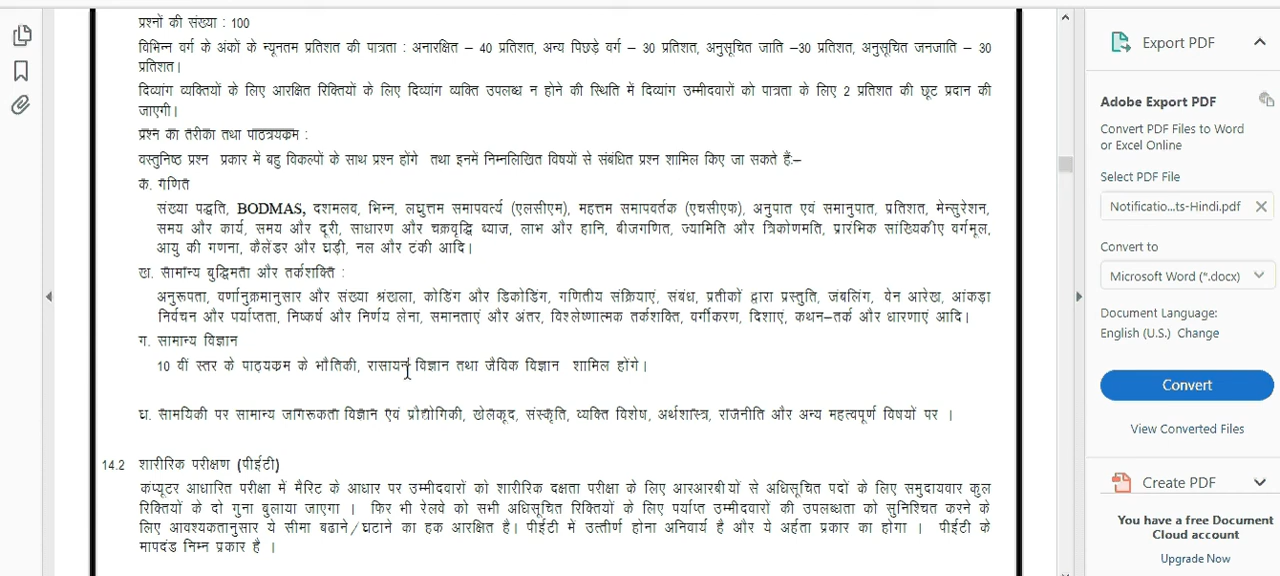 प्रश्नों की संख्या : 100
विभिन्न वर्ग के अंकों के न्यूनतम प्रतिशत की पात्रता : अनारक्षित – 40 प्रतिशत, अन्य पिछड़े वर्ग – 30 प्रतिशत, अनुसूचित जाति –30 प्रतिशत, अनुसूचित जनजाति – 30
प्रतिशत।
दिव्यांग व्यक्तियों के लिए आरक्षित रिक्तियों के लिए दिव्यांग व्यक्ति उपलब्ध न होने की स्थिति में दिव्यांग उम्मीदवारों को पात्रता के लिए 2 प्रतिशत की छूट प्रदान की
जाएगी।
प्रश्न का तरीका तथा पाठ्यक्रम :
वस्तुनिष्ठ प्रश्न प्रकार में बहु विकल्पों के साथ प्रश्न होंगे तथा इनमें निम्नलिखित विषयों से संबंधित प्रश्न शामिल किए जा सकते हैं:–
क. गणित
संख्या पद्धति, BODMAS, दशमलव, भिन्न, लघुत्तम समापवर्त्य (एलसीएम), महत्तम समापवर्तक (एचसीएफ), अनुपात एवं समानुपात, प्रतिशत, मेन्सुरेशन,
समय और कार्य, समय और दूरी, साधारण और चक्रवृद्धि ब्याज, लाभ और हानि, बीजगणित, ज्यामिति और त्रिकोणमति, प्रारंभिक सांख्यिकीए वर्गमूल,
आयु की गणना, कैलेंडर और घड़ी, नल और टंकी आदि।
ख. सामान्य बुद्धिमता और तर्कशक्ति :
अनुरूपता, वर्णानुक्रमानुसार और संख्या श्रंखला, कोडिंग और डिकोडिंग, गणितीय संक्रियाएं, संबंध, प्रतीकों द्वारा प्रस्तुति, जंबलिंग, वेन आरेख, आंकड़ा
निर्वचन और पर्याप्तता, निष्कर्ष और निर्णय लेना, समानताएं और अंतर, विश्लेष्णात्मक तर्कशक्ति, वर्गीकरण, दिशाएं, कथन–तर्क और धारणाएं आदि।
ग. सामान्य विज्ञान
10 वीं स्तर के पाठ्यक्रम के भौतिकी, रासायन विज्ञान तथा जैविक विज्ञान शामिल होंगे।
घ. सामयिकी पर सामान्य जागरूकता विज्ञान एवं प्रौद्योगिकी, खेलकूद, संस्कृति, व्यक्ति विशेष, अर्थशास्त्र, राजनीति और अन्य महत्वपूर्ण विषयों पर ।
14.2 शारीरिक परीक्षण (पीईटी)
कंप्यूटर आधारित परीक्षा में मैरिट के आधार पर उम्मीदवारों को शारीरिक दक्षता परीक्षा के लिए आरआरबीयों से अधिसूचित पदों के लिए समुदायवार कुल
रिक्तियों के दो गुना बुलाया जाएगा । फिर भी रेलवे को सभी अधिसूचित रिक्तियों के लिए पर्याप्त उम्मीदवारों की उपलब्धता को सुनिश्चित करने के
लिए आवश्यकतानुसार ये सीमा बढाने/घटाने का हक आरक्षित है। पीईटी में उत्तीर्ण होना अनिवार्य है और ये अर्हता प्रकार का होगा । पीईटी के
मापदंड निम्न प्रकार है ।
Export PDF
Adobe Export PDF
Convert PDF Files to Word
or Excel Online
Select PDF File
Notificatio...ts-Hindi.pdf
Convert to
Microsoft Word (*.docx)
Document Language:
English (U.S.) Change
Convert
View Converted Files
Create PDF
You have a free Document
Cloud account
Upgrade Now